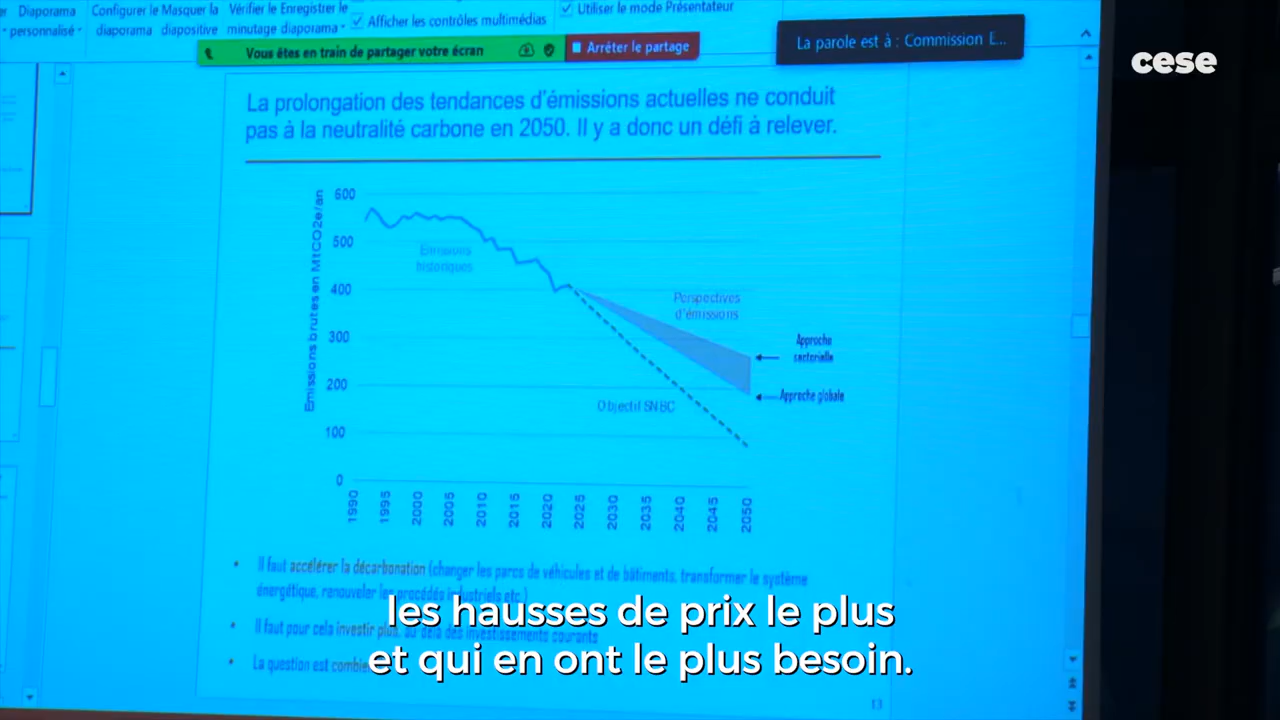 Diaporama
personnalisé
Configurer le
diaporama
Masquer la
diapositive
Vérifier le
minutage
Enregistrer le
diaporama
Afficher les contrôles multimédias
Utiliser le mode Présentateur
Vous êtes en train de partager votre écran
Arrêter le partage
La parole est à : Commission E...
cese
La prolongation des tendances d'émissions actuelles ne conduit
pas à la neutralité carbone en 2050. Il y a donc un défi à relever.
Emissions brutes en MtCO2e/an
600
500
400
300
200
100
0
Emissions
historiques
Perspectives
d'émissions
Approche
sectorielle
Approche globale
Objectif SNBC
1990
1995
2000
2005
2010
2015
2020
2025
2030
2035
2040
2045
2050
• Il faut accélérer la décarbonation (changer les parcs de véhicules et de bâtiments, transformer le système
énergétique, renouveler les procédés industriels etc.)
• Il faut pour cela investir plus, au-delà des investissements courants
• La question est
13
les hausses de prix le plus
et qui en ont le plus besoin.